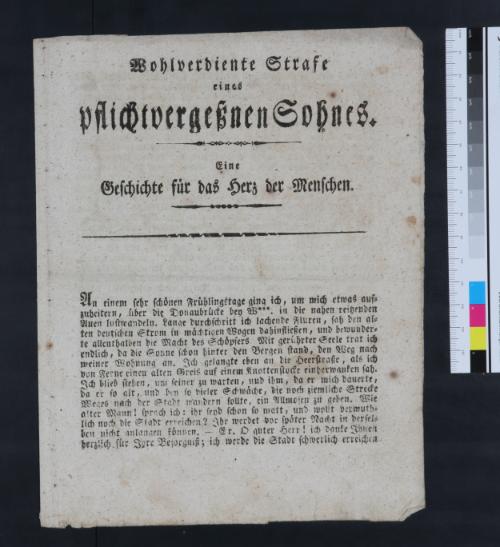 Wohlverdiente Strafe
eines
pflichtvergeßnen Sohnes.
Eine
Geschichte für das Herz der Menschen.
An einem sehr schönen Frühlingstage ging ich, um mich etwas auf-
zuheitern, über die Donaubrücke bey W***. in die nahen reitzenden
Auen lustwandeln. Lange durchschritt ich lachende Fluren, sah den al-
ten deutschen Strom in mächtigen Wogen dahinfließen, und bewunder-
te allenthalben die Macht des Schöpfers. Mit gerührter Seele trat ich
endlich, da die Sonne schon hinter den Bergen stand, den Weg nach
meiner Wohnung an. Ich gelangte eben an die Heerstraße, als ich
von Ferne einen alten Greis auf einem Knottenstocke einherwanken sah.
Ich blieb stehen, um seiner zu warten, und ihm, da er mich dauerte,
da er so alt, und bey so vieler Schwäche, die noch ziemliche Strecke
Weges nach der Stadt wandern sollte, ein Allmosen zu geben. Wie
alter Mann! sprach ich: ihr seyd schon so matt, und wollt vermuth-
lich noch die Stadt erreichen? Ihr werdet vor später Nacht in dersel-
ben nicht anlangen können. — Er. O guter Herr! ich danke Ihnen
herzlich für Ihre Besorgniß; ich werde die Stadt schwerlich erreichen